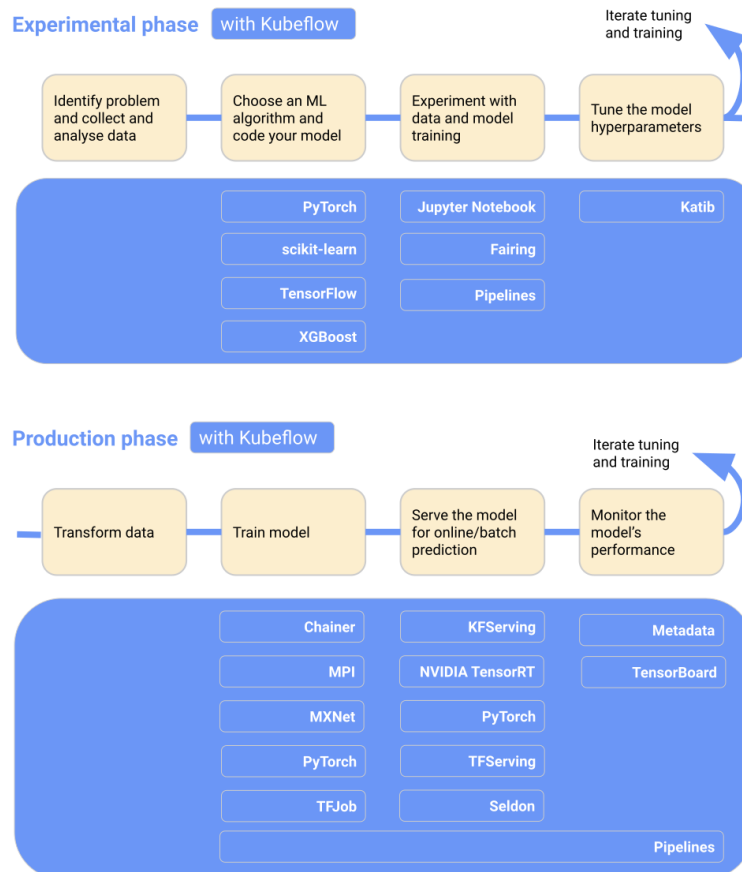 Experimental phase with Kubeflow
Iterate tuning
and training
Identify problem
and collect and
analyse data
Choose an ML
algorithm and
code your model
Experiment with
data and model
training
Tune the model
hyperparameters
PyTorch
Jupyter Notebook
Katib
scikit-learn
Fairing
TensorFlow
Pipelines
XGBoost
Production phase with Kubeflow
Iterate tuning
and training
Transform data
Train model
Serve the model
for online/batch
prediction
Monitor the
model's
performance
Chainer
KFServing
Metadata
MPI
NVIDIA TensorRT
TensorBoard
MXNet
PyTorch
PyTorch
TFServing
TFJob
Seldon
Pipelines